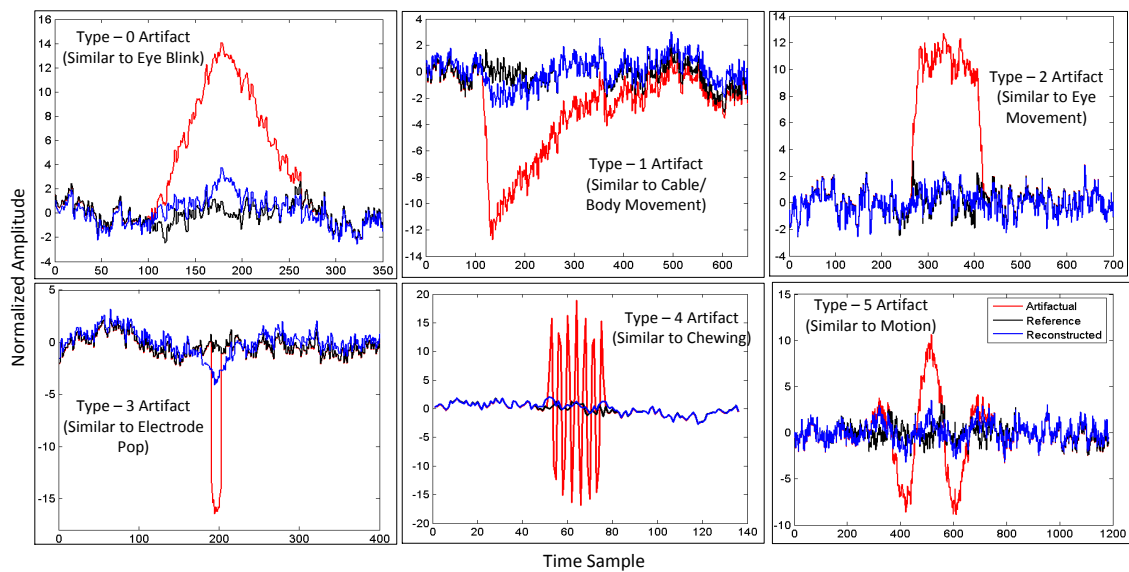 Normalized Amplitude
16
14
12
10
8
6
4
2
0
-2
-4
0 50 100 150 200 250 300 350
Type – 0 Artifact
(Similar to Eye Blink)
4
2
0
-2
-4
-6
-8
-10
-12
-14
0 100 200 300 400 500 600
Type – 1 Artifact
(Similar to Cable/
Body Movement)
14
12
10
8
6
4
2
0
-2
-4
0 100 200 300 400 500 600 700
Type – 2 Artifact
(Similar to Eye
Movement)
5
0
-5
-10
-15
0 100 200 300 400
Type – 3 Artifact
(Similar to Electrode
Pop)
20
15
10
5
0
-5
-10
-15
-20
0 20 40 60 80 100 120 140
Type – 4 Artifact
(Similar to Chewing)
15
10
5
0
-5
-10
0 200 400 600 800 1000 1200
Type – 5 Artifact
(Similar to Motion)
Artifactual
Reference
Reconstructed
Time Sample